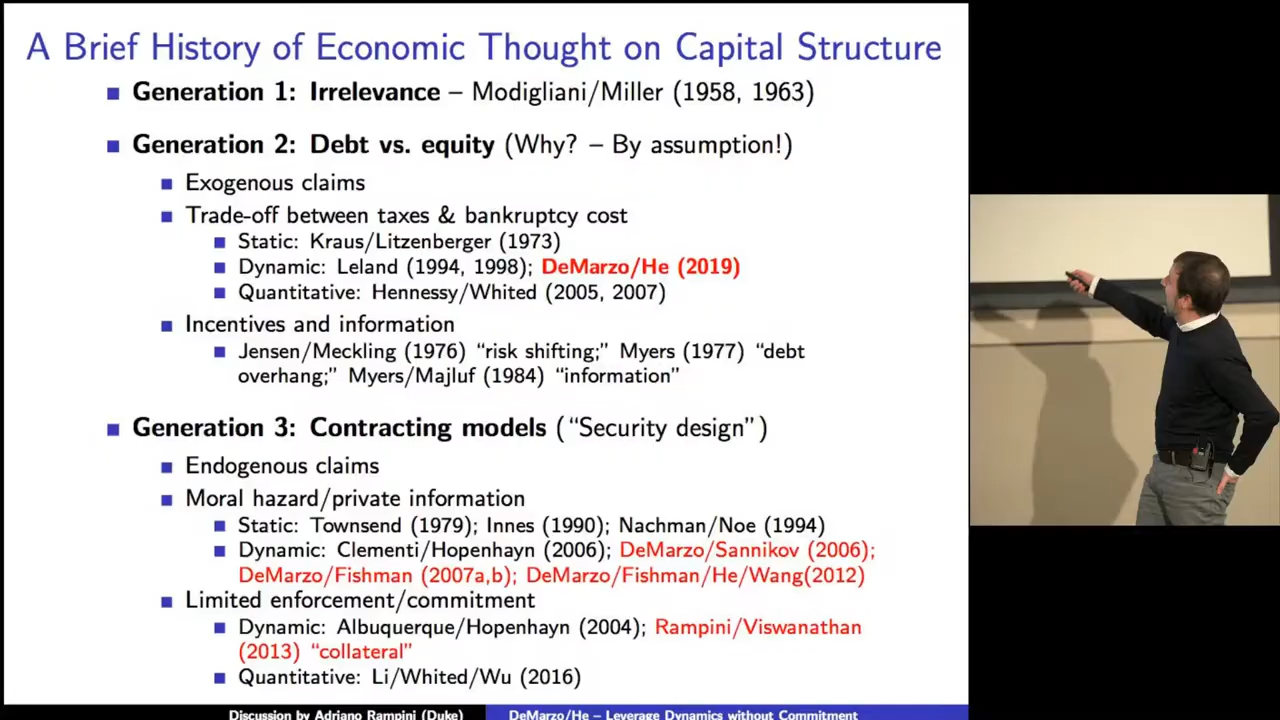 A Brief History of Economic Thought on Capital Structure
Generation 1: Irrelevance – Modigliani/Miller (1958, 1963)
Generation 2: Debt vs. equity (Why? – By assumption!)
Exogenous claims
Trade-off between taxes & bankruptcy cost
Static: Kraus/Litzenberger (1973)
Dynamic: Leland (1994, 1998); DeMarzo/He (2019)
Quantitative: Hennessy/Whited (2005, 2007)
Incentives and information
Jensen/Meckling (1976) “risk shifting;” Myers (1977) “debt
overhang;” Myers/Majluf (1984) “information”
Generation 3: Contracting models (“Security design”)
Endogenous claims
Moral hazard/private information
Static: Townsend (1979); Innes (1990); Nachman/Noe (1994)
Dynamic: Clementi/Hopenhayn (2006); DeMarzo/Sannikov (2006);
DeMarzo/Fishman (2007a,b); DeMarzo/Fishman/He/Wang(2012)
Limited enforcement/commitment
Dynamic: Albuquerque/Hopenhayn (2004); Rampini/Viswanathan
(2013) “collateral”
Quantitative: Li/Whited/Wu (2016)
Discussion by Adriano Rampini (Duke) DeMarzo/He – Leverage Dynamics without Commitment